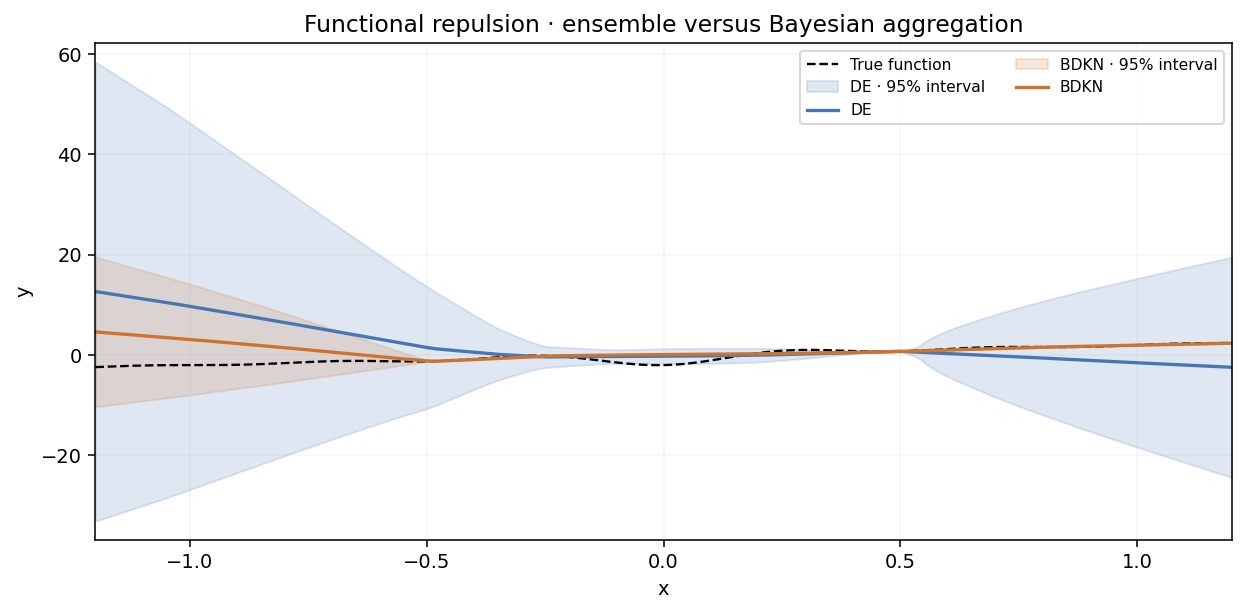 Functional repulsion · ensemble versus Bayesian aggregation
60
40
20
0
−20
y
−1.0
−0.5
0.0
0.5
1.0
x
True function
DE · 95% interval
DE
BDKN · 95% interval
BDKN